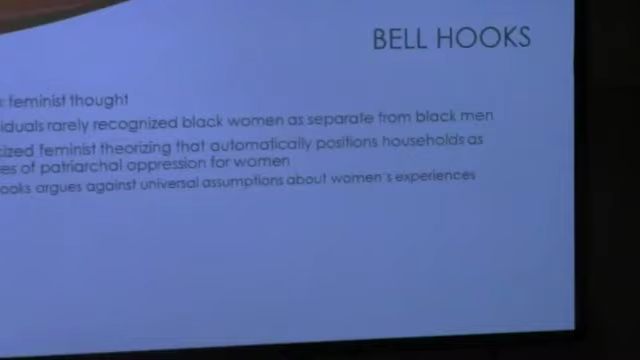 BELL HOOKS
feminist thought
iduals rarely recognized black women as separate from black men
ized feminist theorizing that automatically positions households as
es of patriarchal oppression for women
ooks argues against universal assumptions about women's experiences